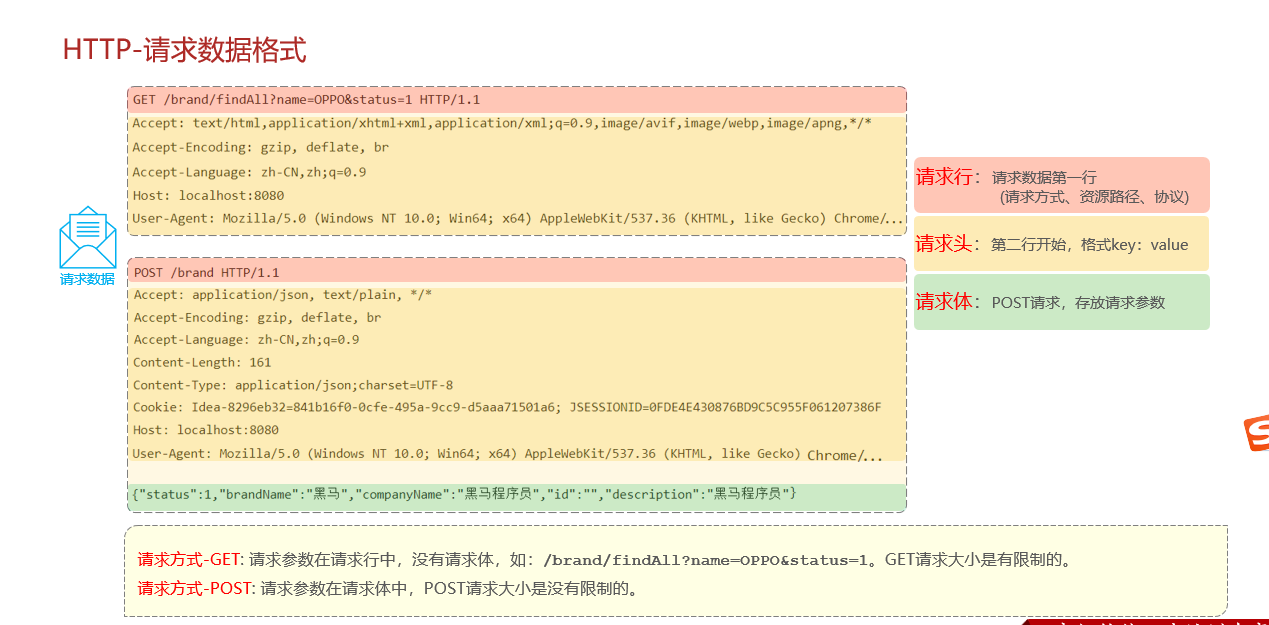 HTTP-请求数据格式
GET /brand/findAll?name=OPPO&status=1 HTTP/1.1
Accept: text/html,application/xhtml+xml,application/xml;q=0.9,image/avif,image/webp,image/apng,*/*
Accept-Encoding: gzip, deflate, br
Accept-Language: zh-CN,zh;q=0.9
Host: localhost:8080
User-Agent: Mozilla/5.0 (Windows NT 10.0; Win64; x64) AppleWebKit/537.36 (KHTML, like Gecko) Chrome/...
请求行：请求数据第一行
(请求方式、资源路径、协议)
请求头：第二行开始，格式key：value
请求体：POST请求，存放请求参数
请求数据
POST /brand HTTP/1.1
Accept: application/json, text/plain, */*
Accept-Encoding: gzip, deflate, br
Accept-Language: zh-CN,zh;q=0.9
Content-Length: 161
Content-Type: application/json;charset=UTF-8
Cookie: Idea-8296eb32=841b16f0-0cfe-495a-9cc9-d5aaa71501a6; JSESSIONID=0FDE4E430876BD9C5C955F061207386F
Host: localhost:8080
User-Agent: Mozilla/5.0 (Windows NT 10.0; Win64; x64) AppleWebKit/537.36 (KHTML, like Gecko) Chrome/...
{"status":1,"brandName":"黑马","companyName":"黑马程序员","id":"","description":"黑马程序员"}
请求方式-GET: 请求参数在请求行中，没有请求体，如：/brand/findAll?name=OPPO&status=1。GET请求大小是有限制的。
请求方式-POST: 请求参数在请求体中，POST请求大小是没有限制的。